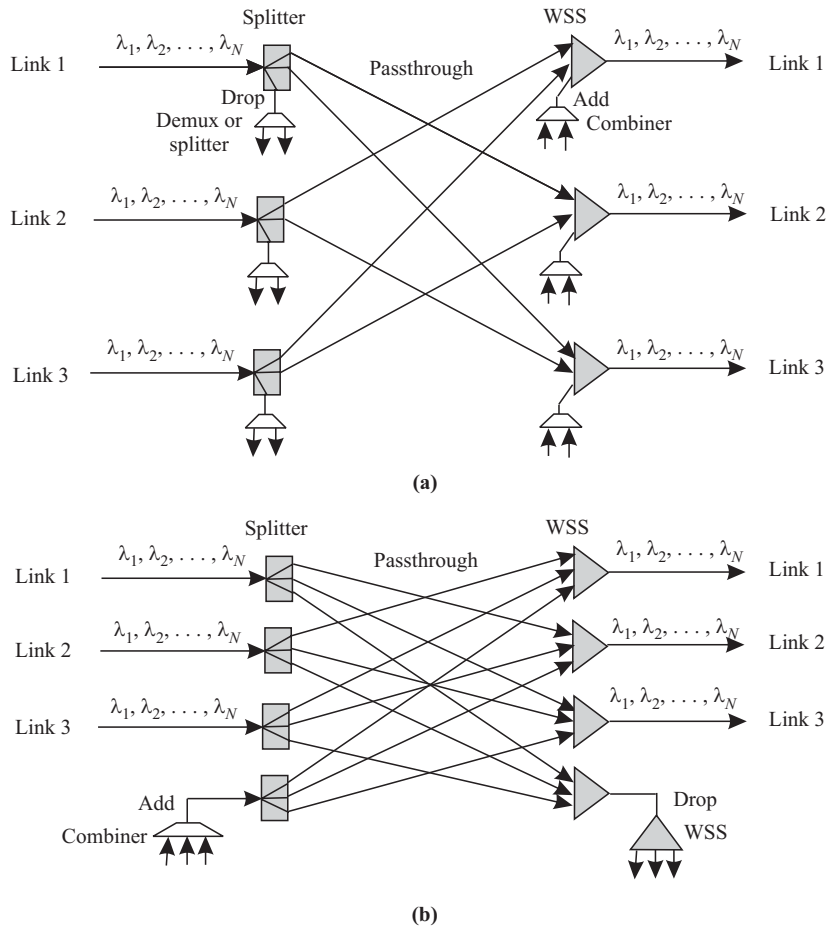 Splitter
WSS
Link 1
λ1, λ2, . . . , λN
Passthrough
λ1, λ2, . . . , λN
Link 1
Drop
Demux or
splitter
Add
Combiner
Link 2
λ1, λ2, . . . , λN
λ1, λ2, . . . , λN
Link 2
Link 3
λ1, λ2, . . . , λN
λ1, λ2, . . . , λN
Link 3
(a)
Splitter
WSS
Link 1
λ1, λ2, . . . , λN
Passthrough
λ1, λ2, . . . , λN
Link 1
Link 2
λ1, λ2, . . . , λN
λ1, λ2, . . . , λN
Link 2
Link 3
λ1, λ2, . . . , λN
λ1, λ2, . . . , λN
Link 3
Add
Combiner
Drop
WSS
(b)